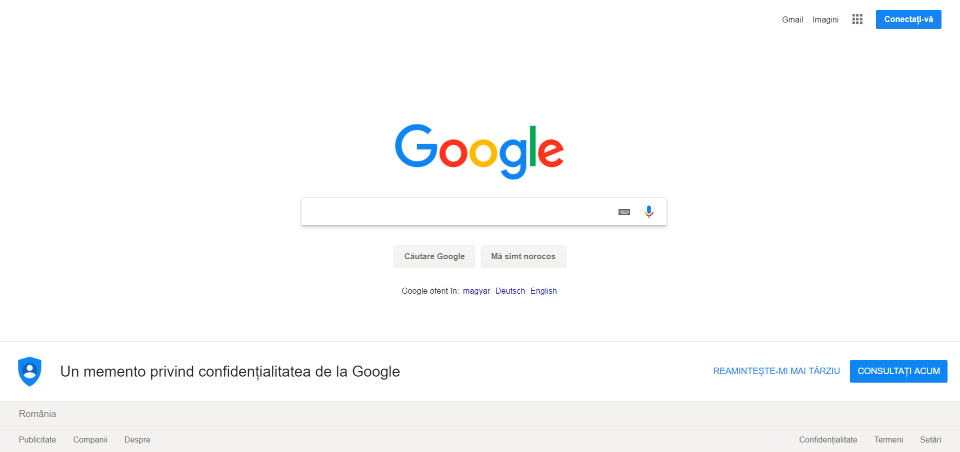 Gmail Imagini Conectați-vă
Google
Căutare Google Mă simt norocos
Google oferit în: magyar Deutsch English
Un memento privind confidențialitatea de la Google REAMINTEȘTE-MI MAI TÂRZIU CONSULTAȚI ACUM
România
Publicitate Companii Despre Confidențialitate Termeni Setări